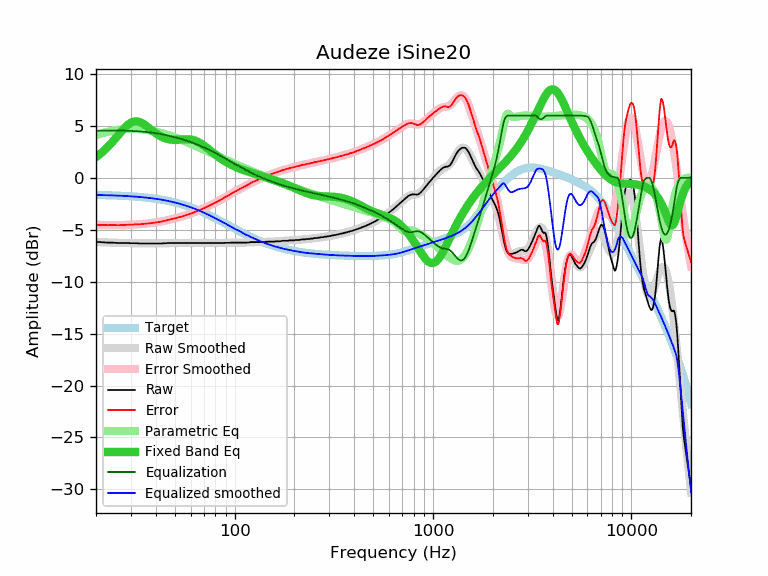 Audeze iSine20
10
5
0
−5
−10
−15
−20
−25
−30
Amplitude (dBr)
Target
Raw Smoothed
Error Smoothed
Raw
Error
Parametric Eq
Fixed Band Eq
Equalization
Equalized smoothed
100 1000 10000
Frequency (Hz)